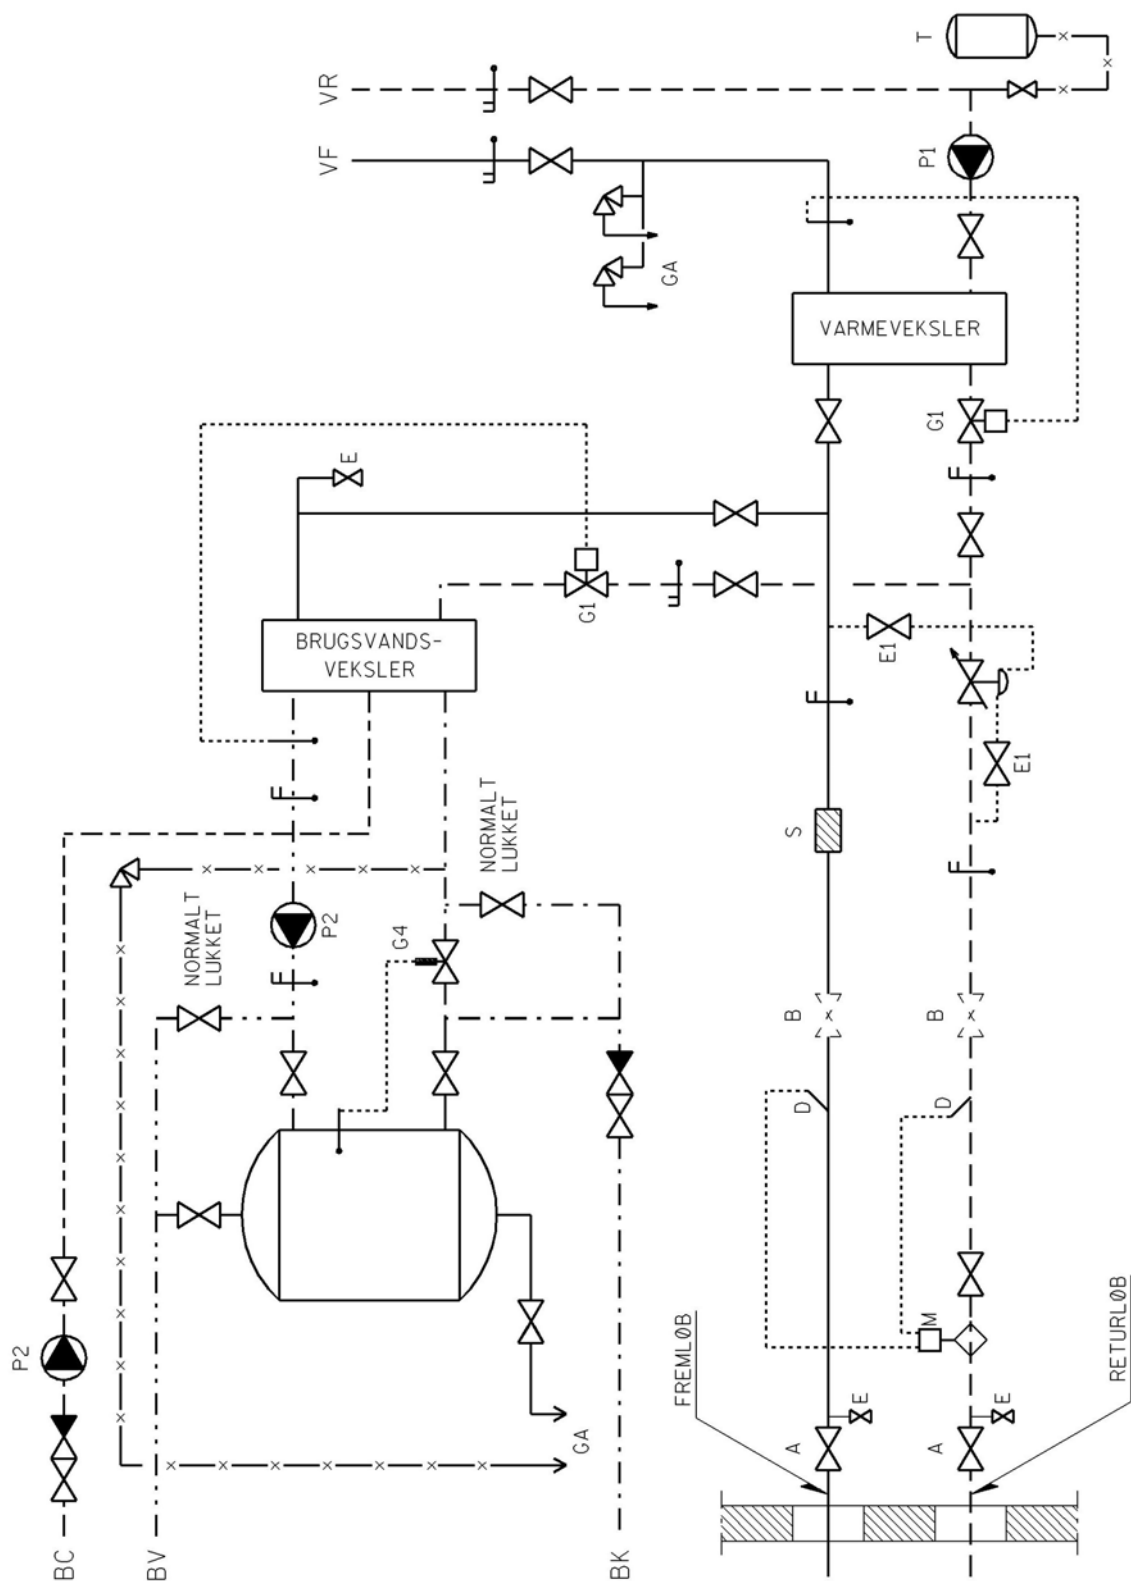 T
VR
VF
P1
GA
VARMEVEKSLER
G1
E
G1
BRUGSVANDS-
VEKSLER
E1
E1
S
NORMALT
LUKKET
NORMALT
LUKKET
P2
G4
B
B
D
D
P2
M
FREMLØB
RETURLØB
E
E
GA
A
A
BC
BV
BK